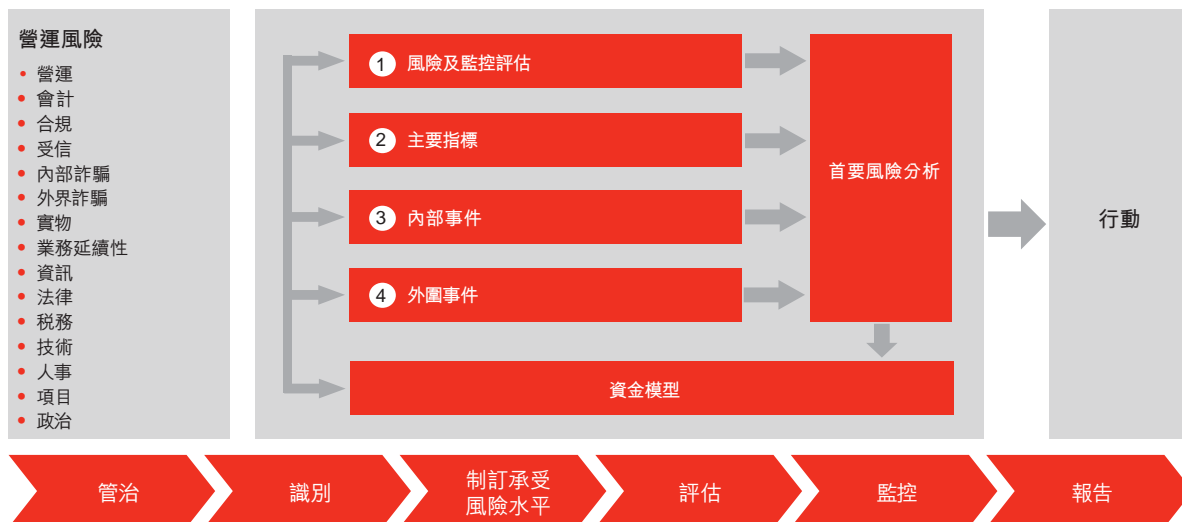 營運風險
• 營運
• 會計
• 合規
• 受信
• 內部詐騙
• 外界詐騙
• 實物
• 業務延續性
• 資訊
• 法律
• 稅務
• 技術
• 人事
• 項目
• 政治
1 風險及監控評估
2 主要指標
3 內部事件
4 外圍事件
首要風險分析
資金模型
行動
管治
識別
制訂承受
風險水平
評估
監控
報告